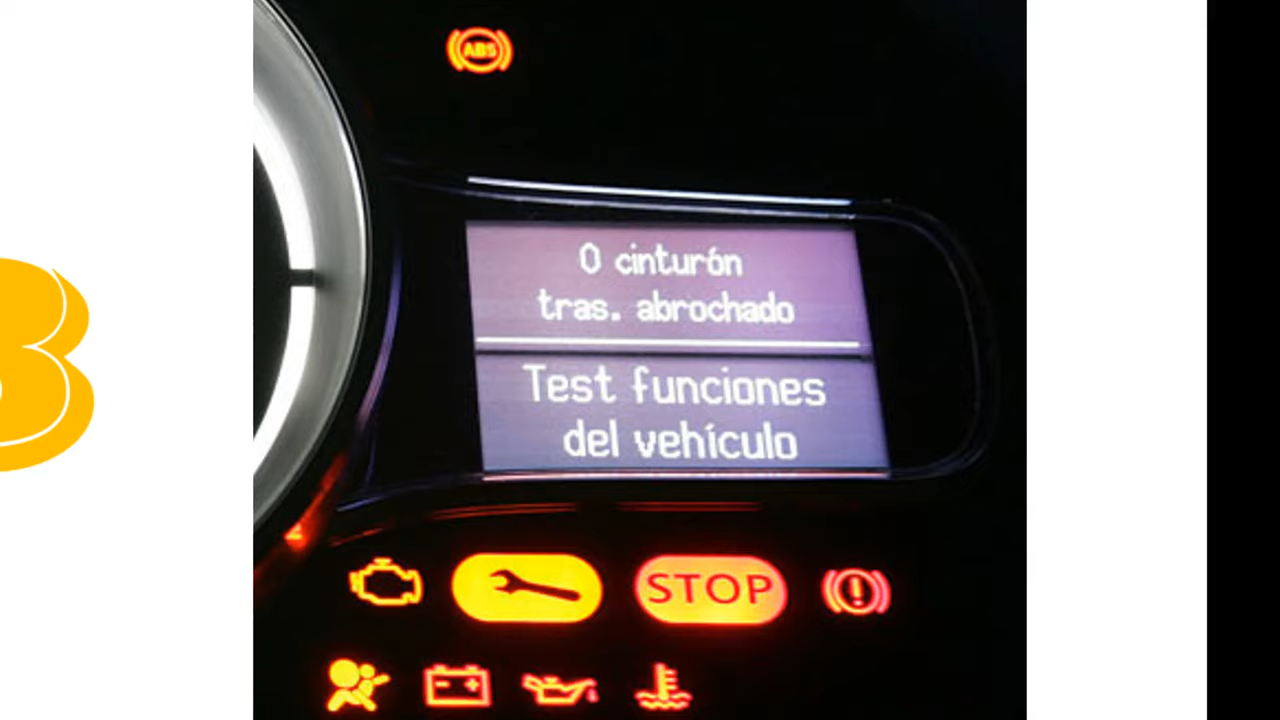 ABS
0 cinturón
tras. abrochado
Test funciones
del vehículo
STOP